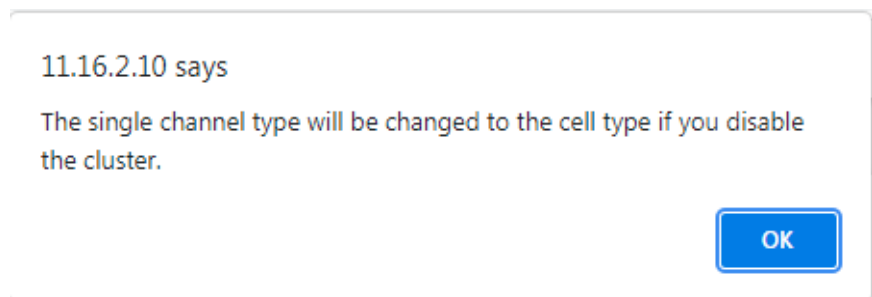 11.16.2.10 says
The single channel type will be changed to the cell type if you disable
the cluster.
OK